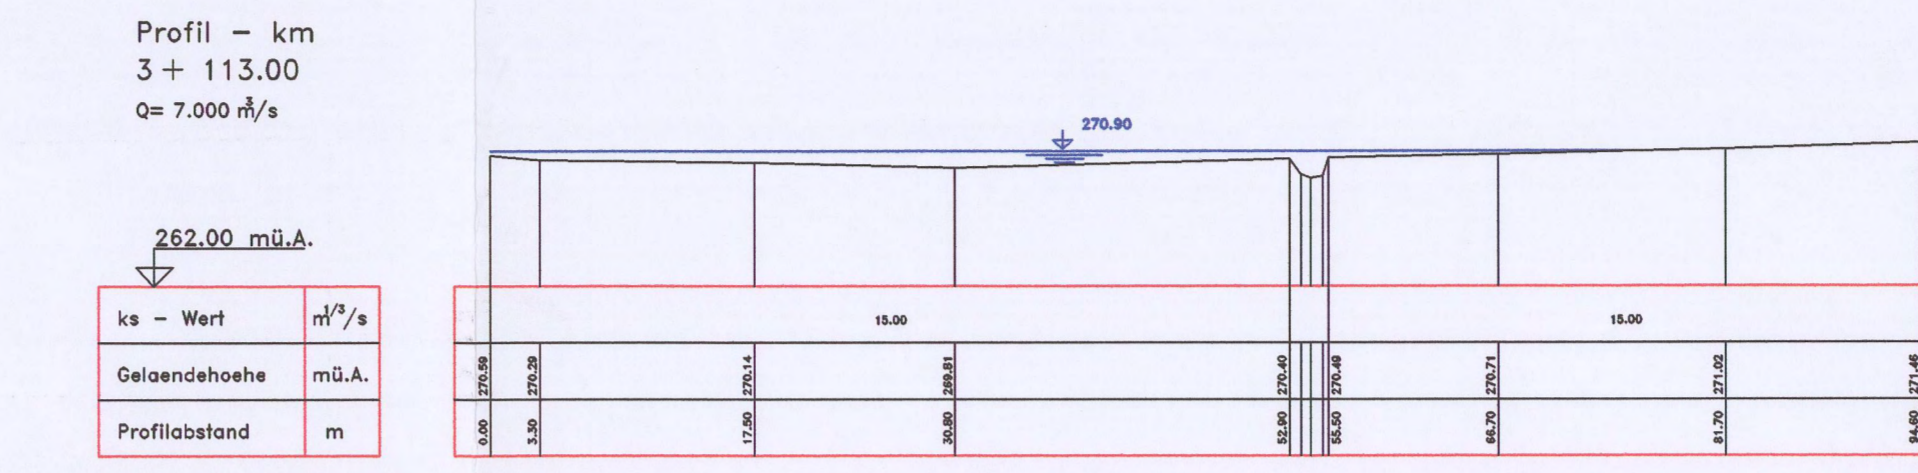 Profil - km
3 + 113.00
Q= 7.000 m³/s
270.90
262.00 mü.A.
ks - Wert m1/3/s 15.00 15.00
Gelaendehoehe mü.A. 270.59 270.29 270.14 269.81 270.40 270.49 270.71 271.02 271.46
Profilabstand m 0.00 3.30 17.50 30.80 52.90 55.50 66.70 81.70 94.60